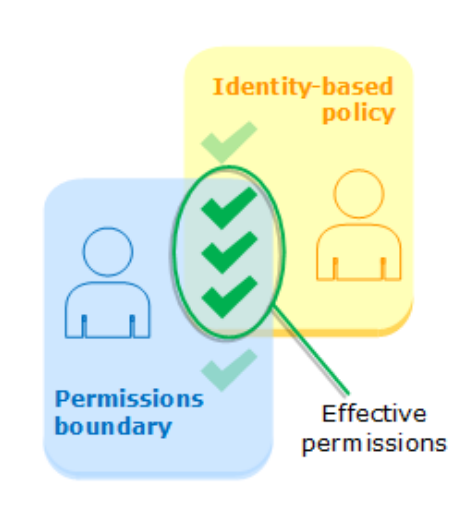 Identity-based
policy
Permissions
boundary
Effective
permissions